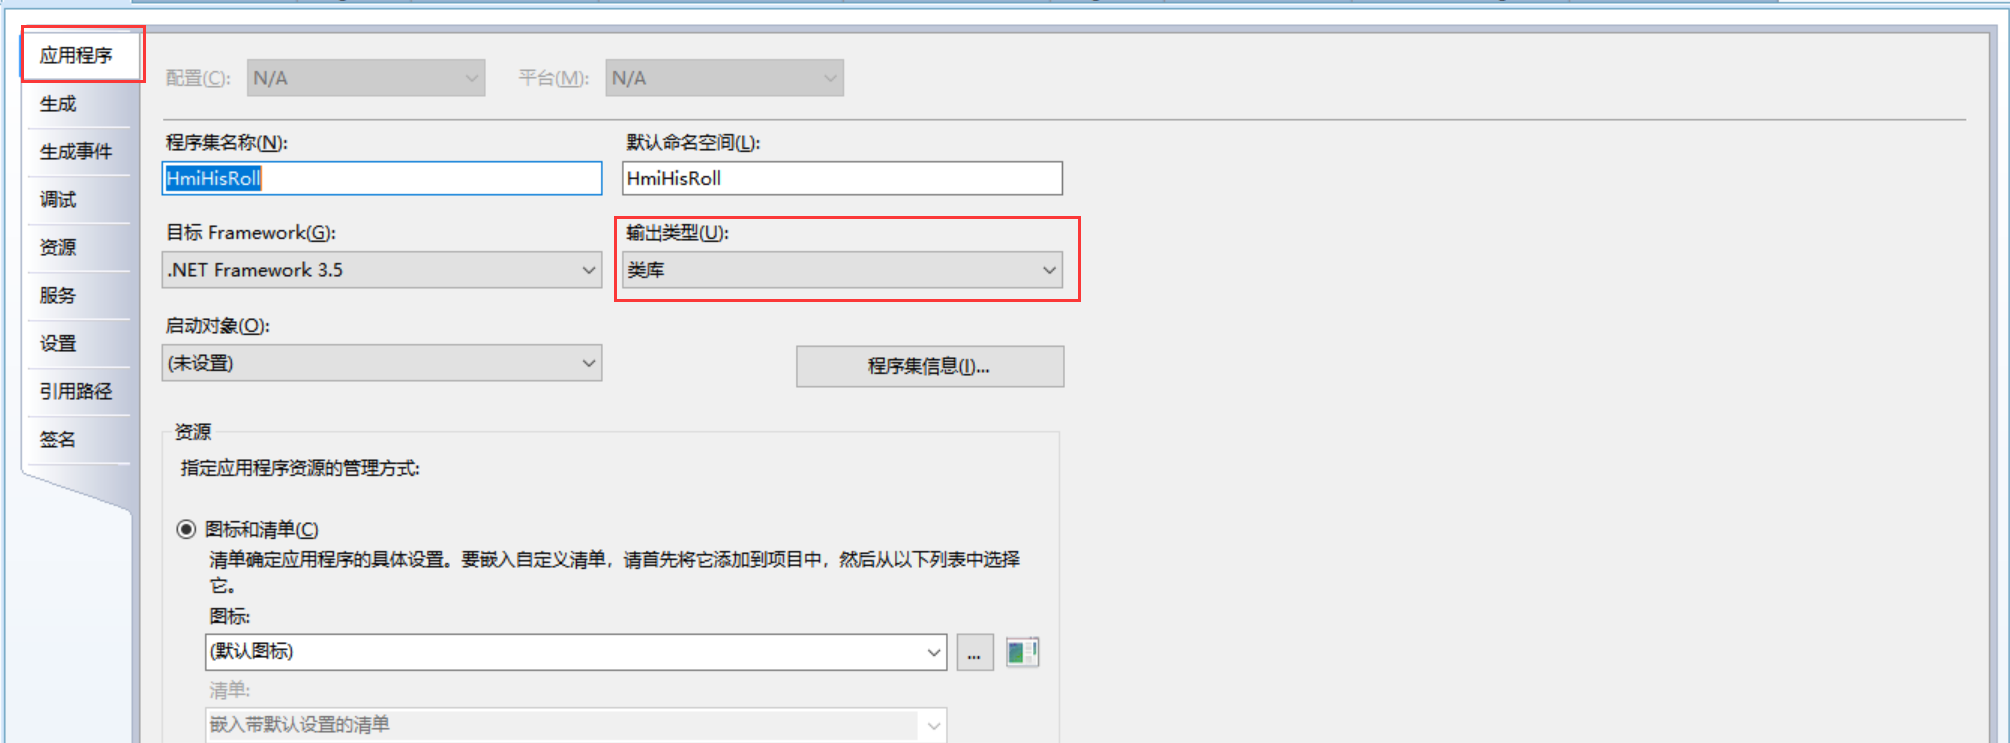 应用程序
生成
生成事件
调试
资源
服务
设置
引用路径
签名
配置(C): N/A 平台(M): N/A
程序集名称(N): 默认命名空间(L):
HmiHisRoll HmiHisRoll
目标 Framework(G): 输出类型(U):
.NET Framework 3.5 类库
启动对象(O):
(未设置) 程序集信息(I)...
资源
指定应用程序资源的管理方式:
图标和清单(C)
清单确定应用程序的具体设置。要嵌入自定义清单，请首先将它添加到项目中，然后从以下列表中选择
它。
图标:
(默认图标) ...
清单:
嵌入带默认设置的清单